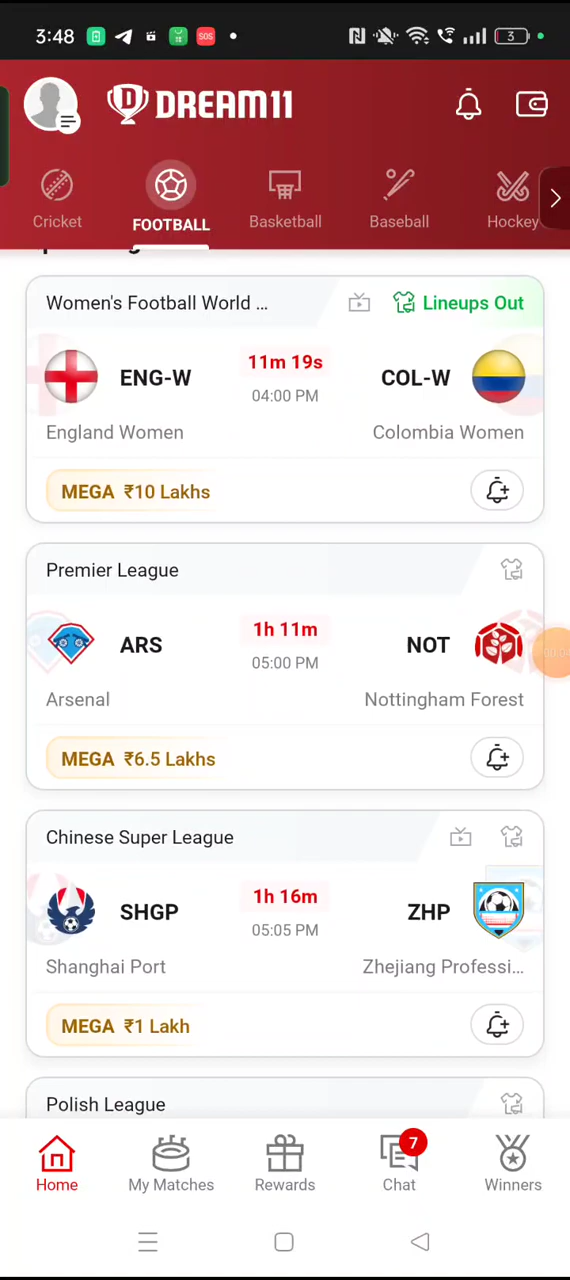 3:48 SOS 3
DREAM11
Cricket FOOTBALL Basketball Baseball Hockey
Women's Football World ... Lineups Out
11m 19s
ENG-W COL-W
04:00 PM
England Women Colombia Women
MEGA ₹10 Lakhs
Premier League
1h 11m
ARS NOT
05:00 PM
Arsenal Nottingham Forest
MEGA ₹6.5 Lakhs
Chinese Super League
1h 16m
SHGP ZHP
05:05 PM
Shanghai Port Zhejiang Professi...
MEGA ₹1 Lakh
Polish League
7
Home My Matches Rewards Chat Winners